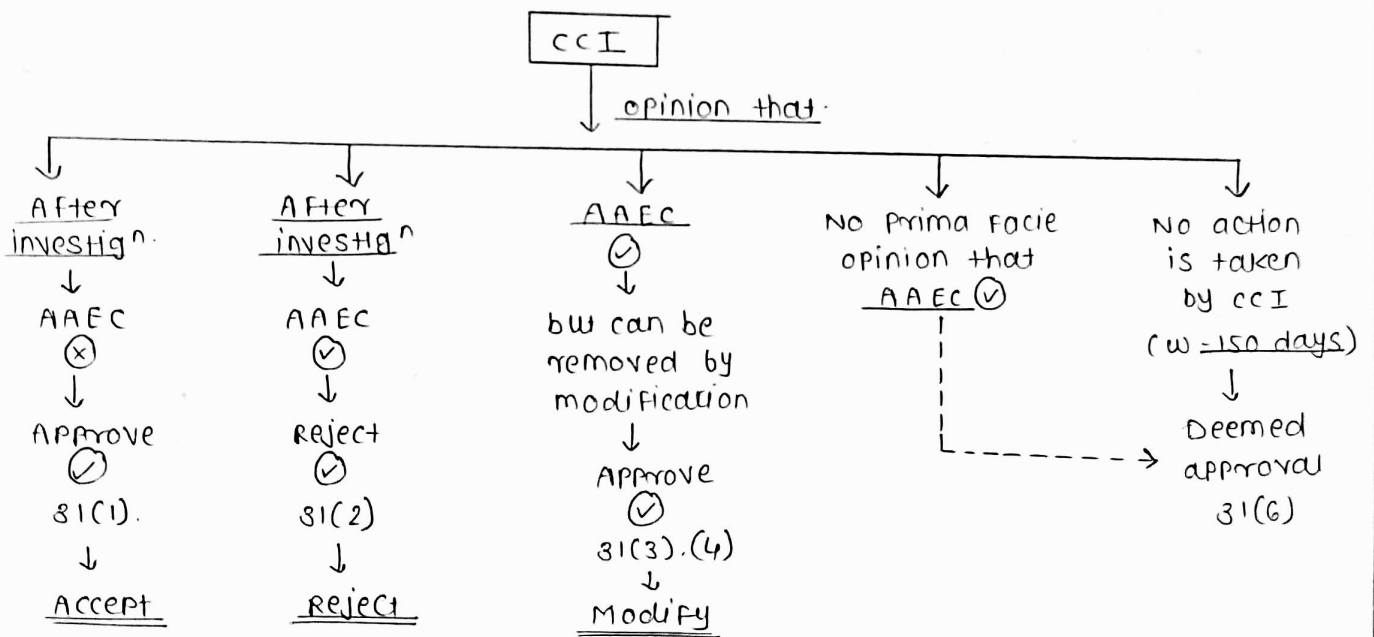 CCI
opinion that.
After
investigⁿ.
AAEC
Approve
31(1).
Accept
After
investigⁿ
AAEC
Reject
31(2)
Reject
AAEC
but can be
removed by
modification
Approve
31(3).(4)
Modify
No prima facie
opinion that
AAEC
No action
is taken
by CCI
(w-150 days)
Deemed
approval
31(6)